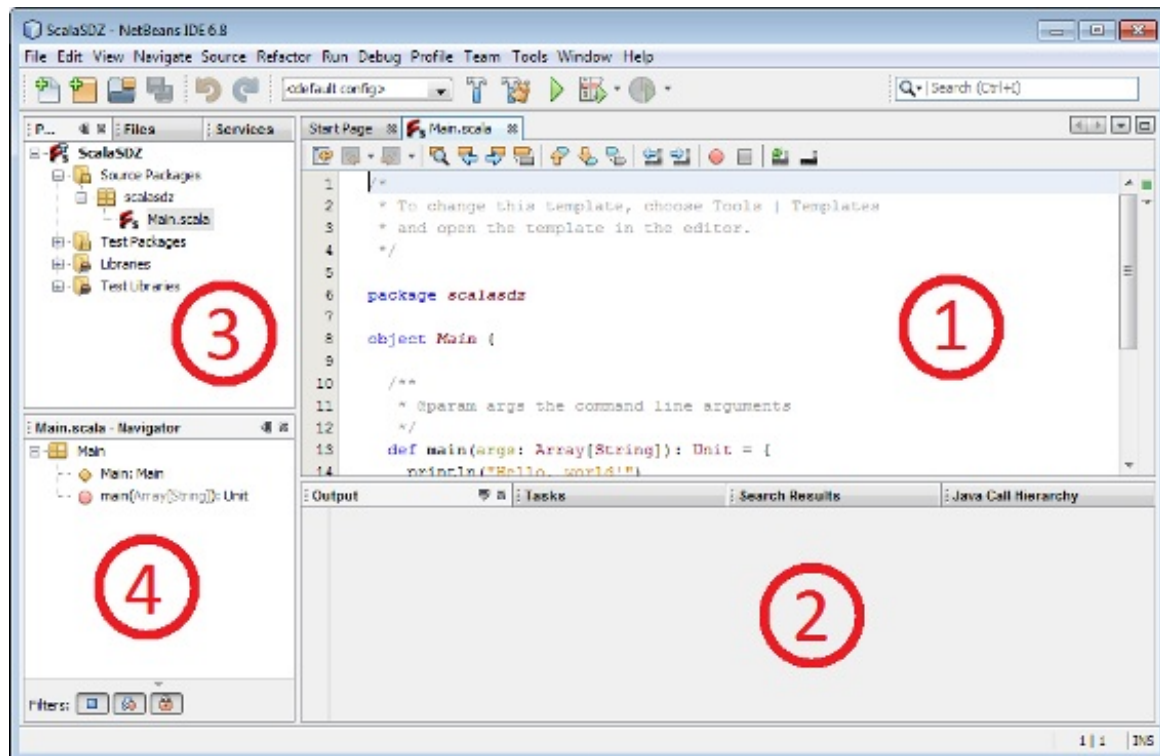 ScalaSDZ - NetBeans IDE 6.8
File Edit View Navigate Source Refactor Run Debug Profile Team Tools Window Help
<default config>
Search (Ctrl+I)
P... Files Services
ScalaSDZ
Source Packages
scalasdz
Main.scala
Test Packages
Libraries
Test Libraries
3
Start Page Main.scala
1 /*
2 * To change this template, choose Tools | Templates
3 * and open the template in the editor.
4 */
5
6 package scalasdz
7
8 object Main {
9
10 /**
11 * @param args the command line arguments
12 */
13 def main(args: Array[String]): Unit = {
14 println("Hello, world!")
1
Main.scala - Navigator
Main
Main: Main
main(Array[String]): Unit
4
Filters:
Output Tasks Search Results Java Call Hierarchy
2
1 | 1 INS